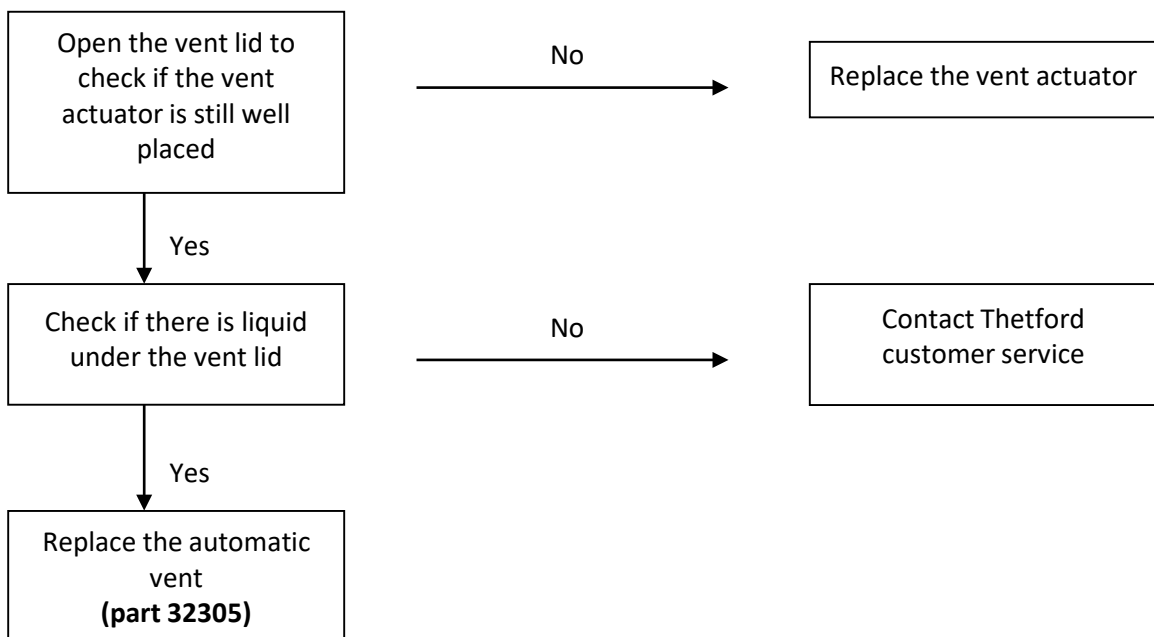 Open the vent lid to
check if the vent
actuator is still well
placed
No
Replace the vent actuator
Yes
Check if there is liquid
under the vent lid
No
Contact Thetford
customer service
Yes
Replace the automatic
vent
(part 32305)